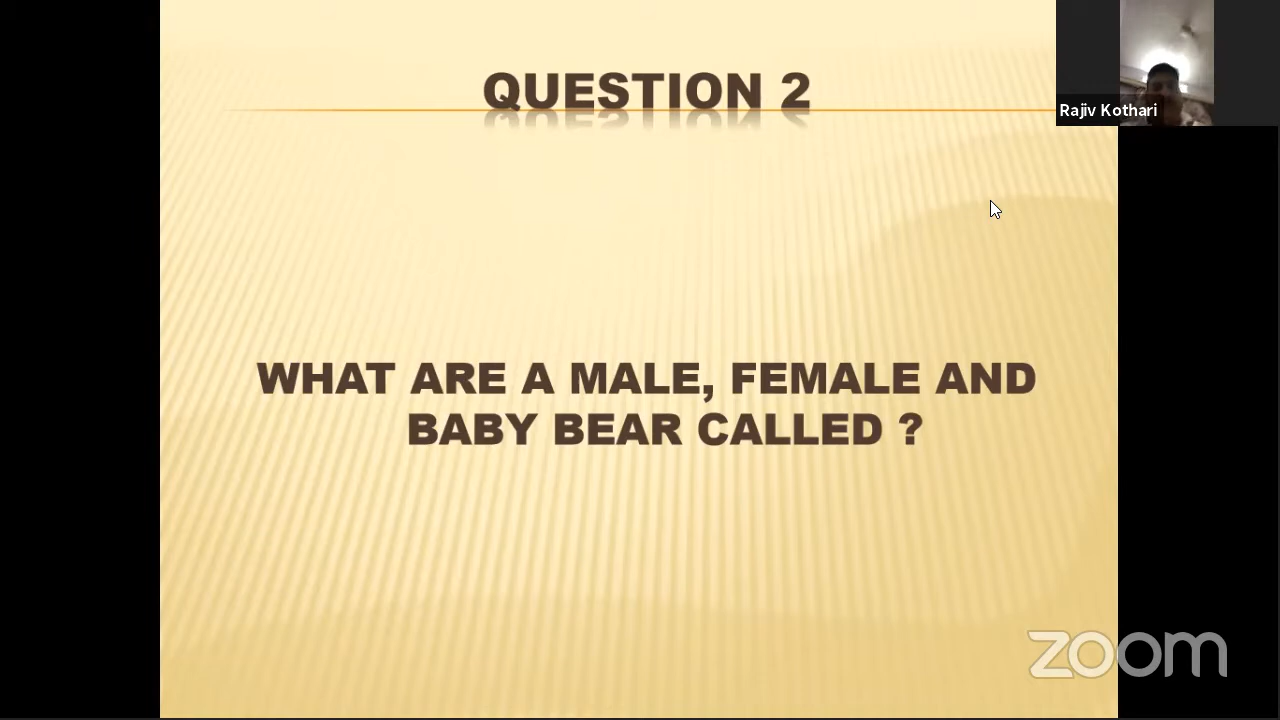 QUESTION 2
Rajiv Kothari
WHAT ARE A MALE, FEMALE AND
BABY BEAR CALLED ?
zoom